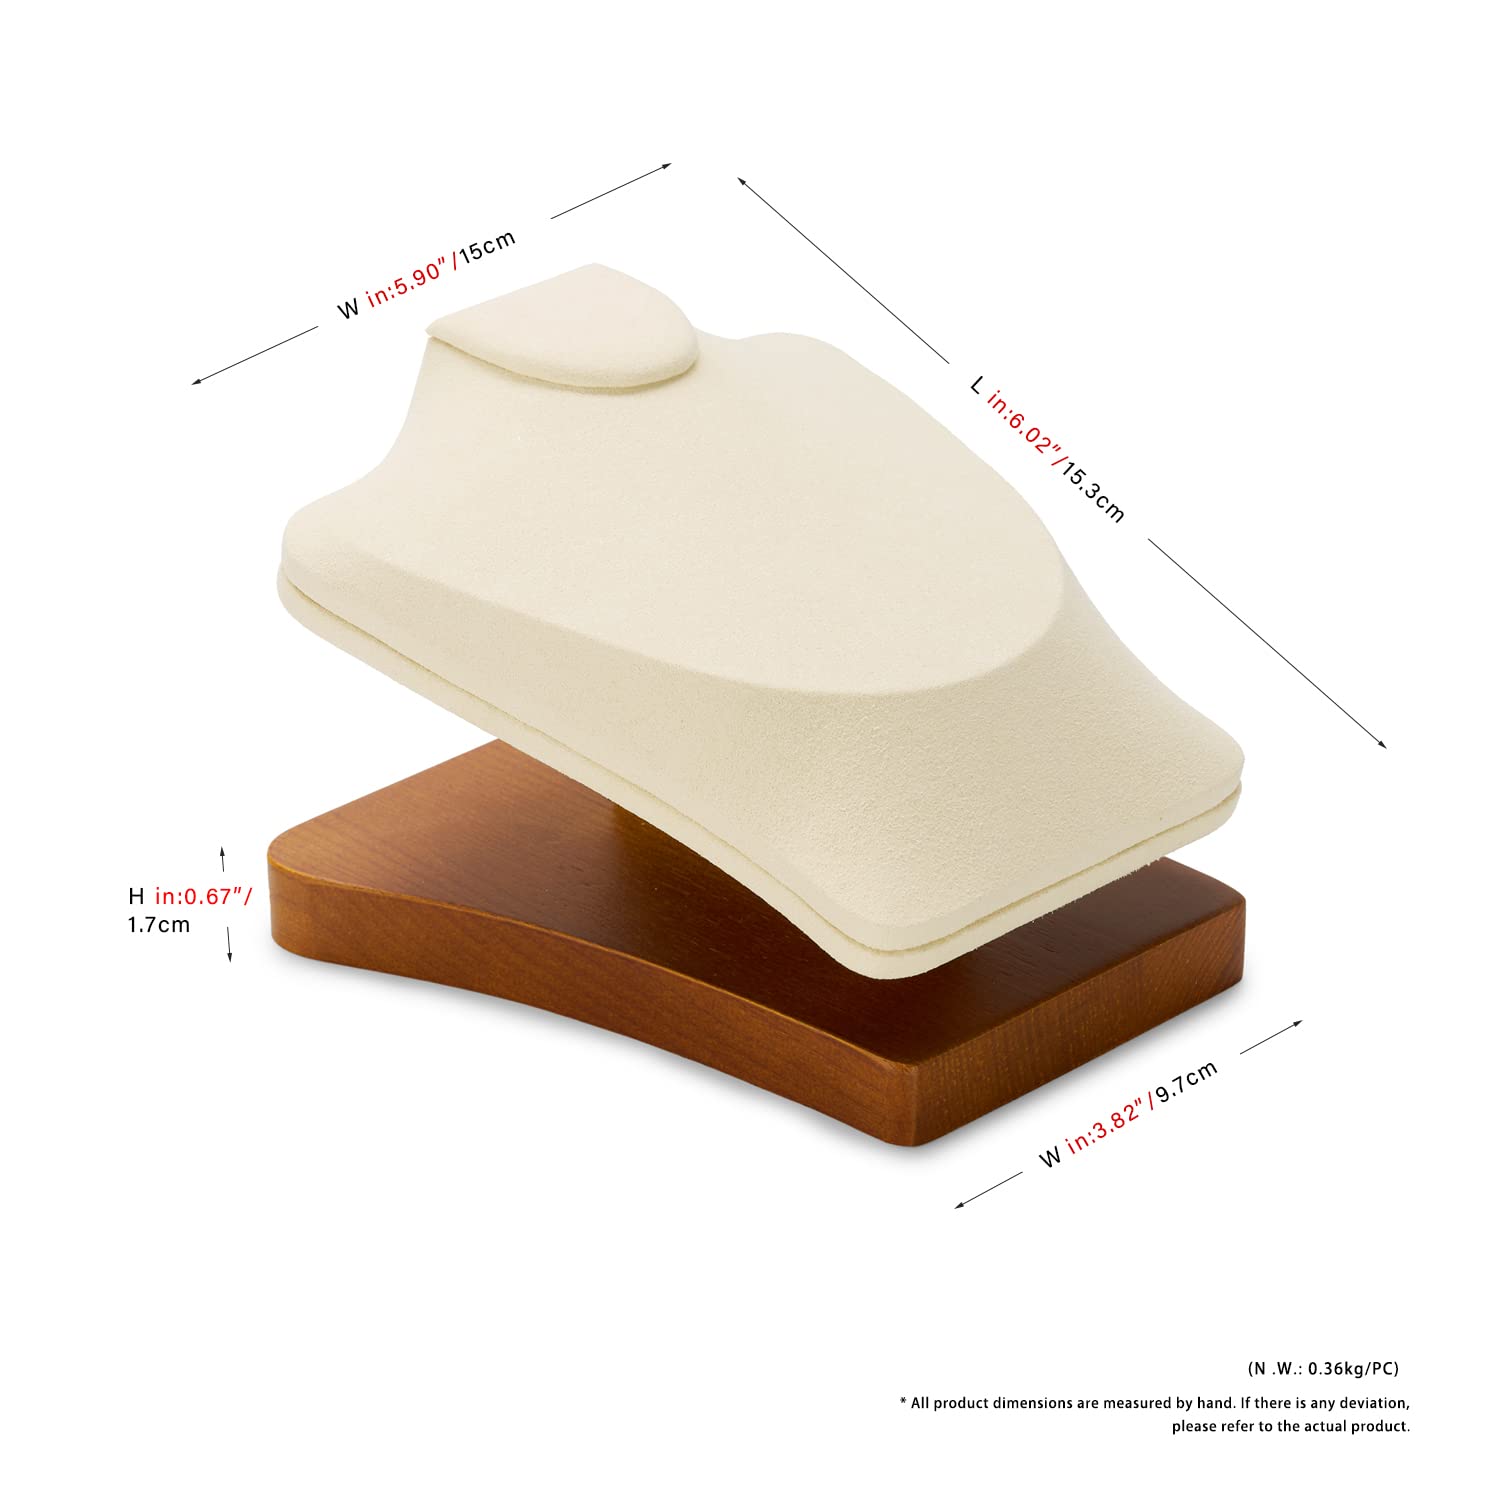 W in:5.90″/15cm
L in:6.02″/15.3cm
H in:0.67″/
1.7cm
W in:3.82″/9.7cm
(N .W.: 0.36kg/PC)
* All product dimensions are measured by hand. If there is any deviation,
please refer to the actual product.